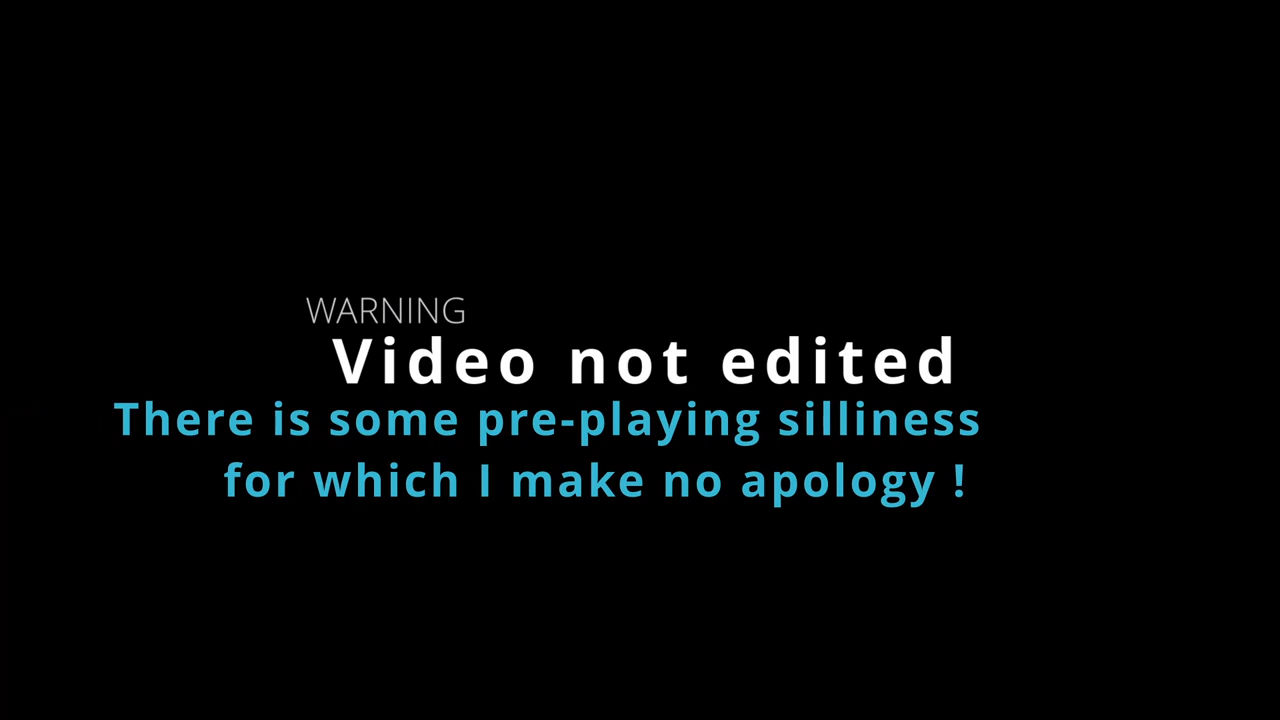 WARNING
Video not edited
There is some pre-playing silliness
for which I make no apology !